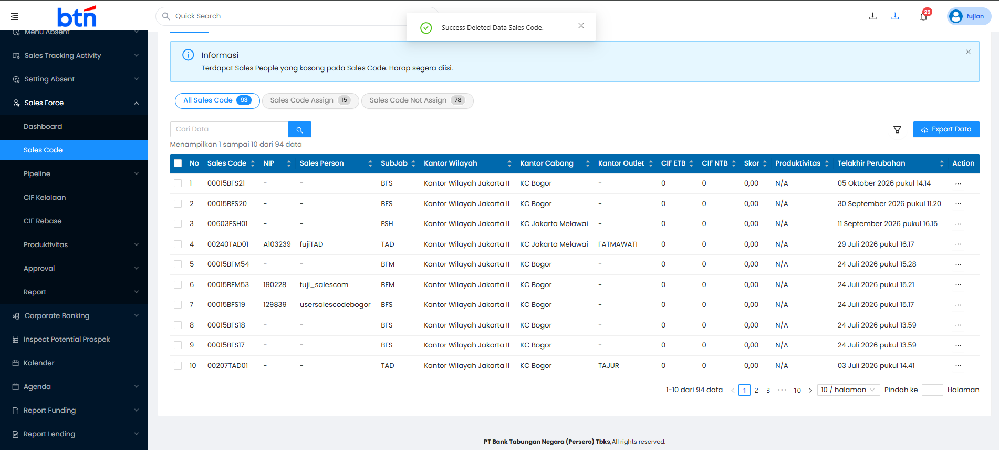 btn
Quick Search
Success Deleted Data Sales Code.
25
fujian
Menu Absent
Sales Tracking Activity
Setting Absent
Sales Force
Dashboard
Sales Code
Pipeline
CIF Kelolaan
CIF Rebase
Produktivitas
Approval
Report
Corporate Banking
Inspect Potential Prospek
Kalender
Agenda
Report Funding
Report Lending
Informasi
Terdapat Sales People yang kosong pada Sales Code. Harap segera diisi.
All Sales Code 93 Sales Code Assign 15 Sales Code Not Assign 78
Cari Data
Export Data
Menampilkan 1 sampai 10 dari 94 data
No Sales Code NIP Sales Person SubJab Kantor Wilayah Kantor Cabang Kantor Outlet CIF ETB CIF NTB Skor Produktivitas Telakhir Perubahan Action
1 00015BFS21 - - BFS Kantor Wilayah Jakarta II KC Bogor - 0 0 0,00 N/A 05 Oktober 2026 pukul 14.14 ...
2 00015BFS20 - - BFS Kantor Wilayah Jakarta II KC Bogor - 0 0 0,00 N/A 30 September 2026 pukul 11.20 ...
3 00603FSH01 - - FSH Kantor Wilayah Jakarta II KC Jakarta Melawai - 0 0 0,00 N/A 11 September 2026 pukul 16.15 ...
4 00240TAD01 A103239 fujiTAD TAD Kantor Wilayah Jakarta II KC Jakarta Melawai FATMAWATI 0 0 0,00 N/A 29 Juli 2026 pukul 16.17 ...
5 00015BFM54 - - BFM Kantor Wilayah Jakarta II KC Bogor - 0 0 0,00 N/A 24 Juli 2026 pukul 15.28 ...
6 00015BFM53 190228 fuji_salescom BFM Kantor Wilayah Jakarta II KC Bogor - 0 0 0,00 N/A 24 Juli 2026 pukul 15.21 ...
7 00015BFS19 129839 usersalescodebogor BFS Kantor Wilayah Jakarta II KC Bogor - 0 0 0,00 N/A 24 Juli 2026 pukul 15.17 ...
8 00015BFS18 - - BFS Kantor Wilayah Jakarta II KC Bogor - 0 0 0,00 N/A 24 Juli 2026 pukul 13.59 ...
9 00015BFS17 - - BFS Kantor Wilayah Jakarta II KC Bogor - 0 0 0,00 N/A 24 Juli 2026 pukul 13.59 ...
10 00207TAD01 - - TAD Kantor Wilayah Jakarta II KC Bogor TAJUR 0 0 0,00 N/A 03 Juli 2026 pukul 14.41 ...
1-10 dari 94 data < 1 2 3 ••• 10 > 10 / halaman Pindah ke Halaman
PT Bank Tabungan Negara (Persero) Tbks,All rights reserved.